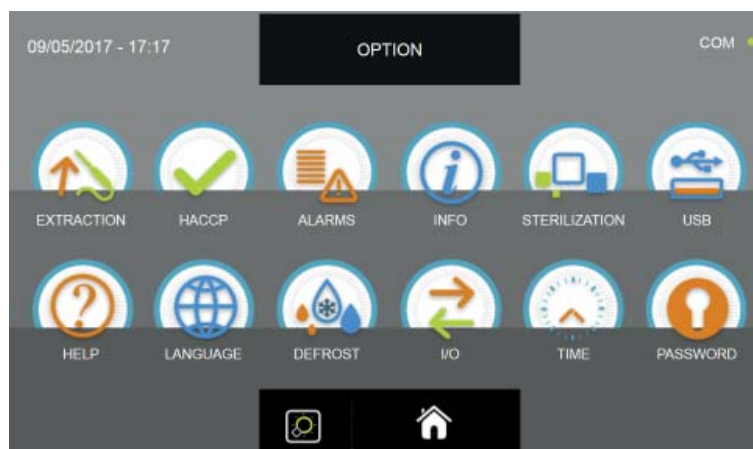 09/05/2017 - 17:17 OPTION COM
EXTRACTION HACCP ALARMS INFO STERILIZATION USB
HELP LANGUAGE DEFROST I/O TIME PASSWORD